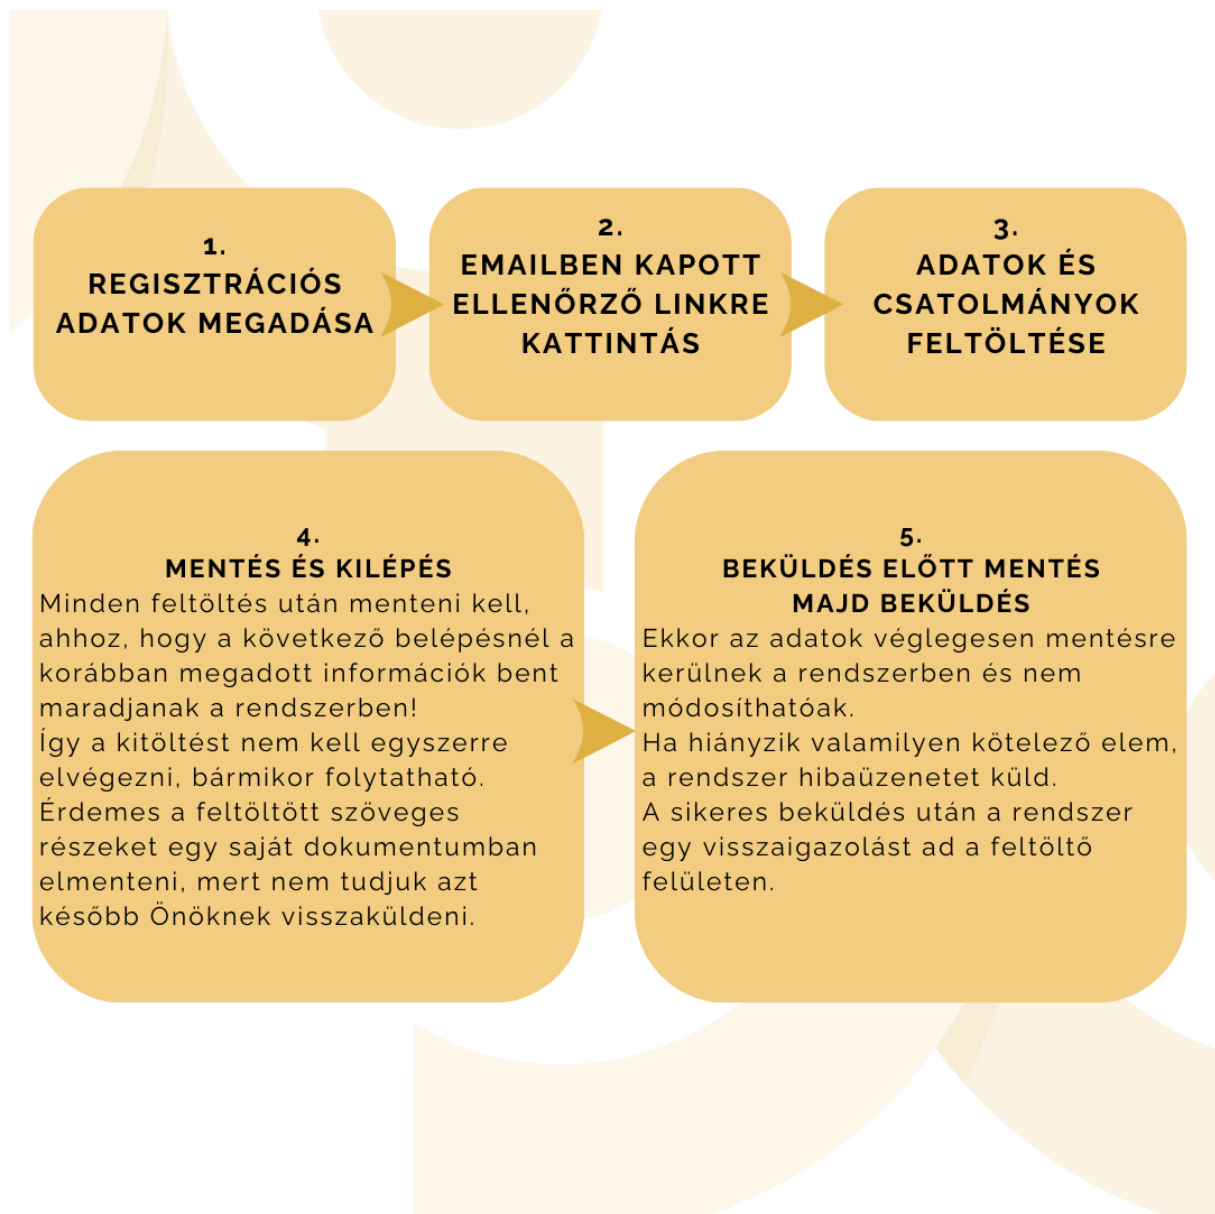 1.
REGISZTRÁCIÓS
ADATOK MEGADÁSA
2.
EMAILBEN KAPOTT
ELLENŐRZŐ LINKRE
KATTINTÁS
3.
ADATOK ÉS
CSATOLMÁNYOK
FELTÖLTÉSE
4.
MENTÉS ÉS KILÉPÉS
Minden feltöltés után menteni kell,
ahhoz, hogy a következő belépésnél a
korábban megadott információk bent
maradjanak a rendszerben!
Így a kitöltést nem kell egyszerre
elvégezni, bármikor folytatható.
Érdemes a feltöltött szöveges
részeket egy saját dokumentumban
elmenteni, mert nem tudjuk azt
később Önöknek visszaküldeni.
5.
BEKÜLDÉS ELŐTT MENTÉS
MAJD BEKÜLDÉS
Ekkor az adatok véglegesen mentésre
kerülnek a rendszerben és nem
módosíthatóak.
Ha hiányzik valamilyen kötelező elem,
a rendszer hibaüzenetet küld.
A sikeres beküldés után a rendszer
egy visszaigazolást ad a feltöltő
felületen.